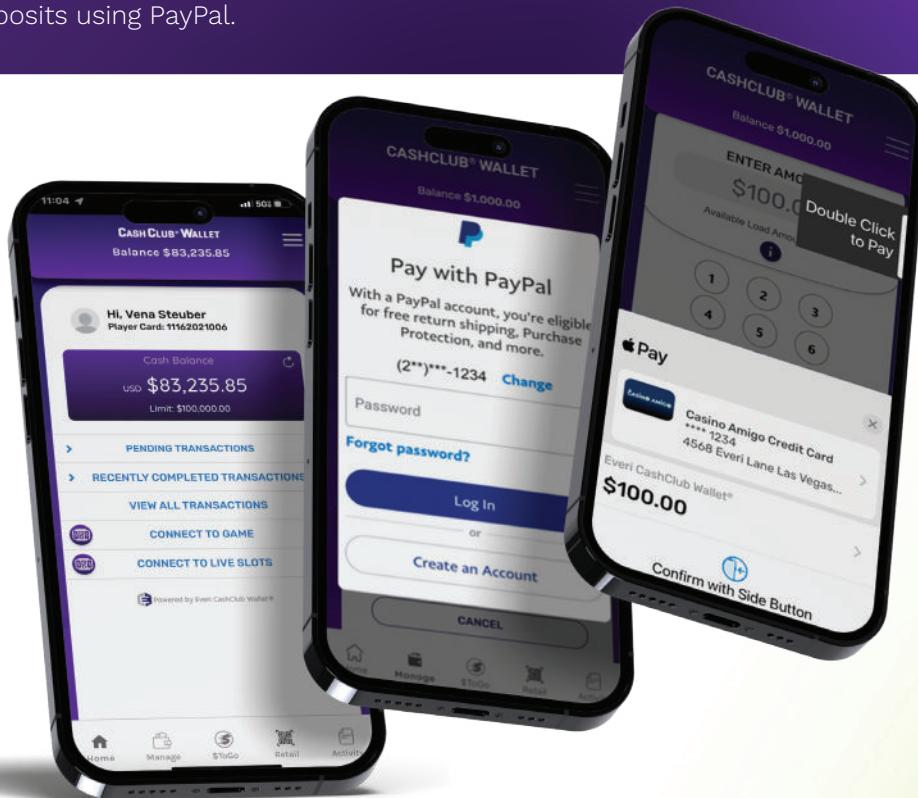 posits using PayPal.
11:04
5G
CASHCLUB® WALLET
Balance $83,235.85
Hi, Vena Steuber
Player Card: 11162021006
Cash Balance
USD $83,235.85
Limit: $100,000.00
PENDING TRANSACTIONS
RECENTLY COMPLETED TRANSACTIONS
VIEW ALL TRANSACTIONS
CONNECT TO GAME
CONNECT TO LIVE SLOTS
Powered by Everi CashClub Wallet®
Home Manage $ToGo Retail Activity
CASHCLUB® WALLET
Balance $1,000.00
Pay with PayPal
With a PayPal account, you're eligible
for free return shipping, Purchase
Protection, and more.
(2**)***-1234 Change
Password
Forgot password?
Log In
or
Create an Account
CANCEL
Home Manage $ToGo Retail Activ
CASHCLUB® WALLET
Balance $1,000.00
ENTER AMO
$100.0
Available Load Amou
Double Click
to Pay
1 2 3
4 5 6
Pay
Casino Amigo
Casino Amigo Credit Card
**** 1234
4568 Everi Lane Las Vegas...
Everi CashClub Wallet®
$100.00
Confirm with Side Button